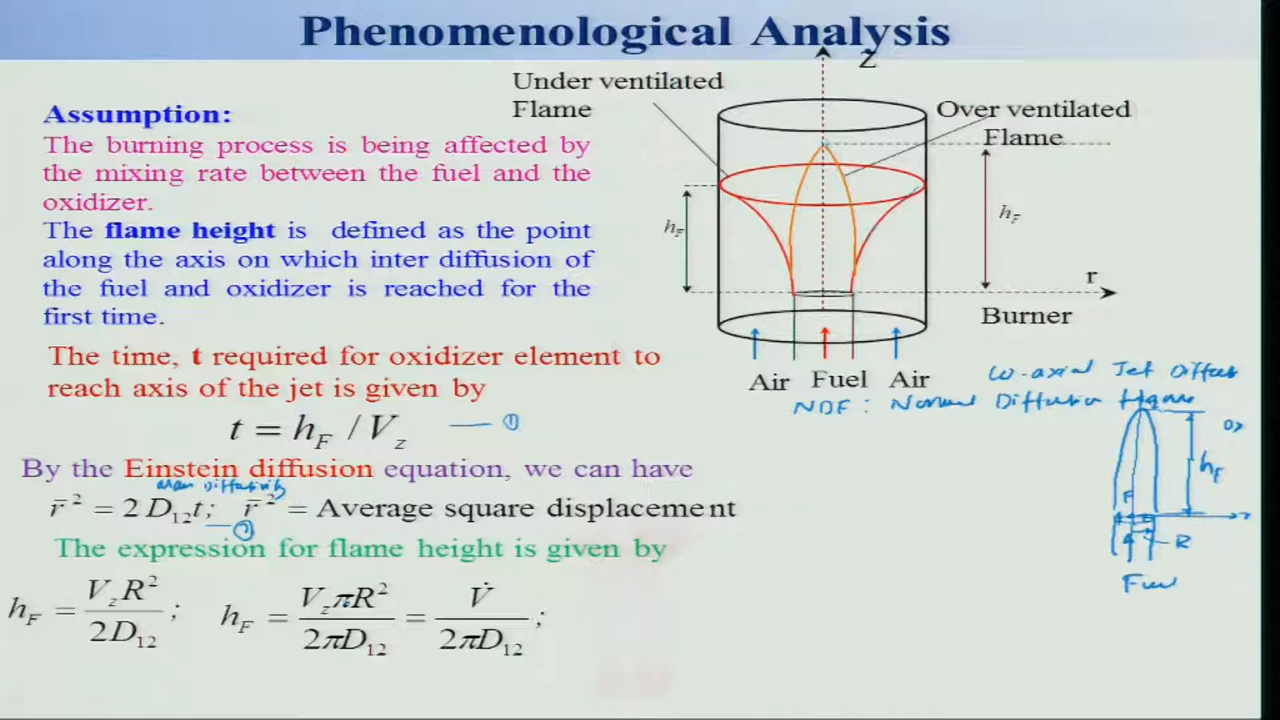 Phenomenological Analysis
Assumption:
The burning process is being affected by
the mixing rate between the fuel and the
oxidizer.
The flame height is defined as the point
along the axis on which inter diffusion of
the fuel and oxidizer is reached for the
first time.
The time, t required for oxidizer element to
reach axis of the jet is given by
t = h_F / V_z — ①
By the Einstein diffusion equation, we can have
Diffusivity
r̄² = 2 D₁₂t; r̄² = Average square displacement
— ②
The expression for flame height is given by
h_F = V_z R² / 2D₁₂ ; h_F = V_z πR² / 2πD₁₂ = V̇ / 2πD₁₂ ;
Under ventilated
Flame
Z
Over ventilated
Flame
h_F
h_F
r
Burner
Air Fuel Air
Co-axial Jet
NDF : Normal Diffusion Flame
Ox
h_F
F
r
R
Fuel